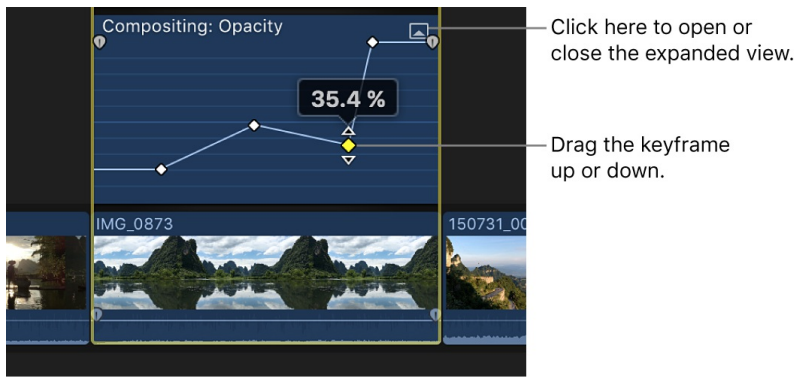 Compositing: Opacity
Click here to open or
close the expanded view.
35.4 %
Drag the keyframe
up or down.
IMG_0873
150731_00